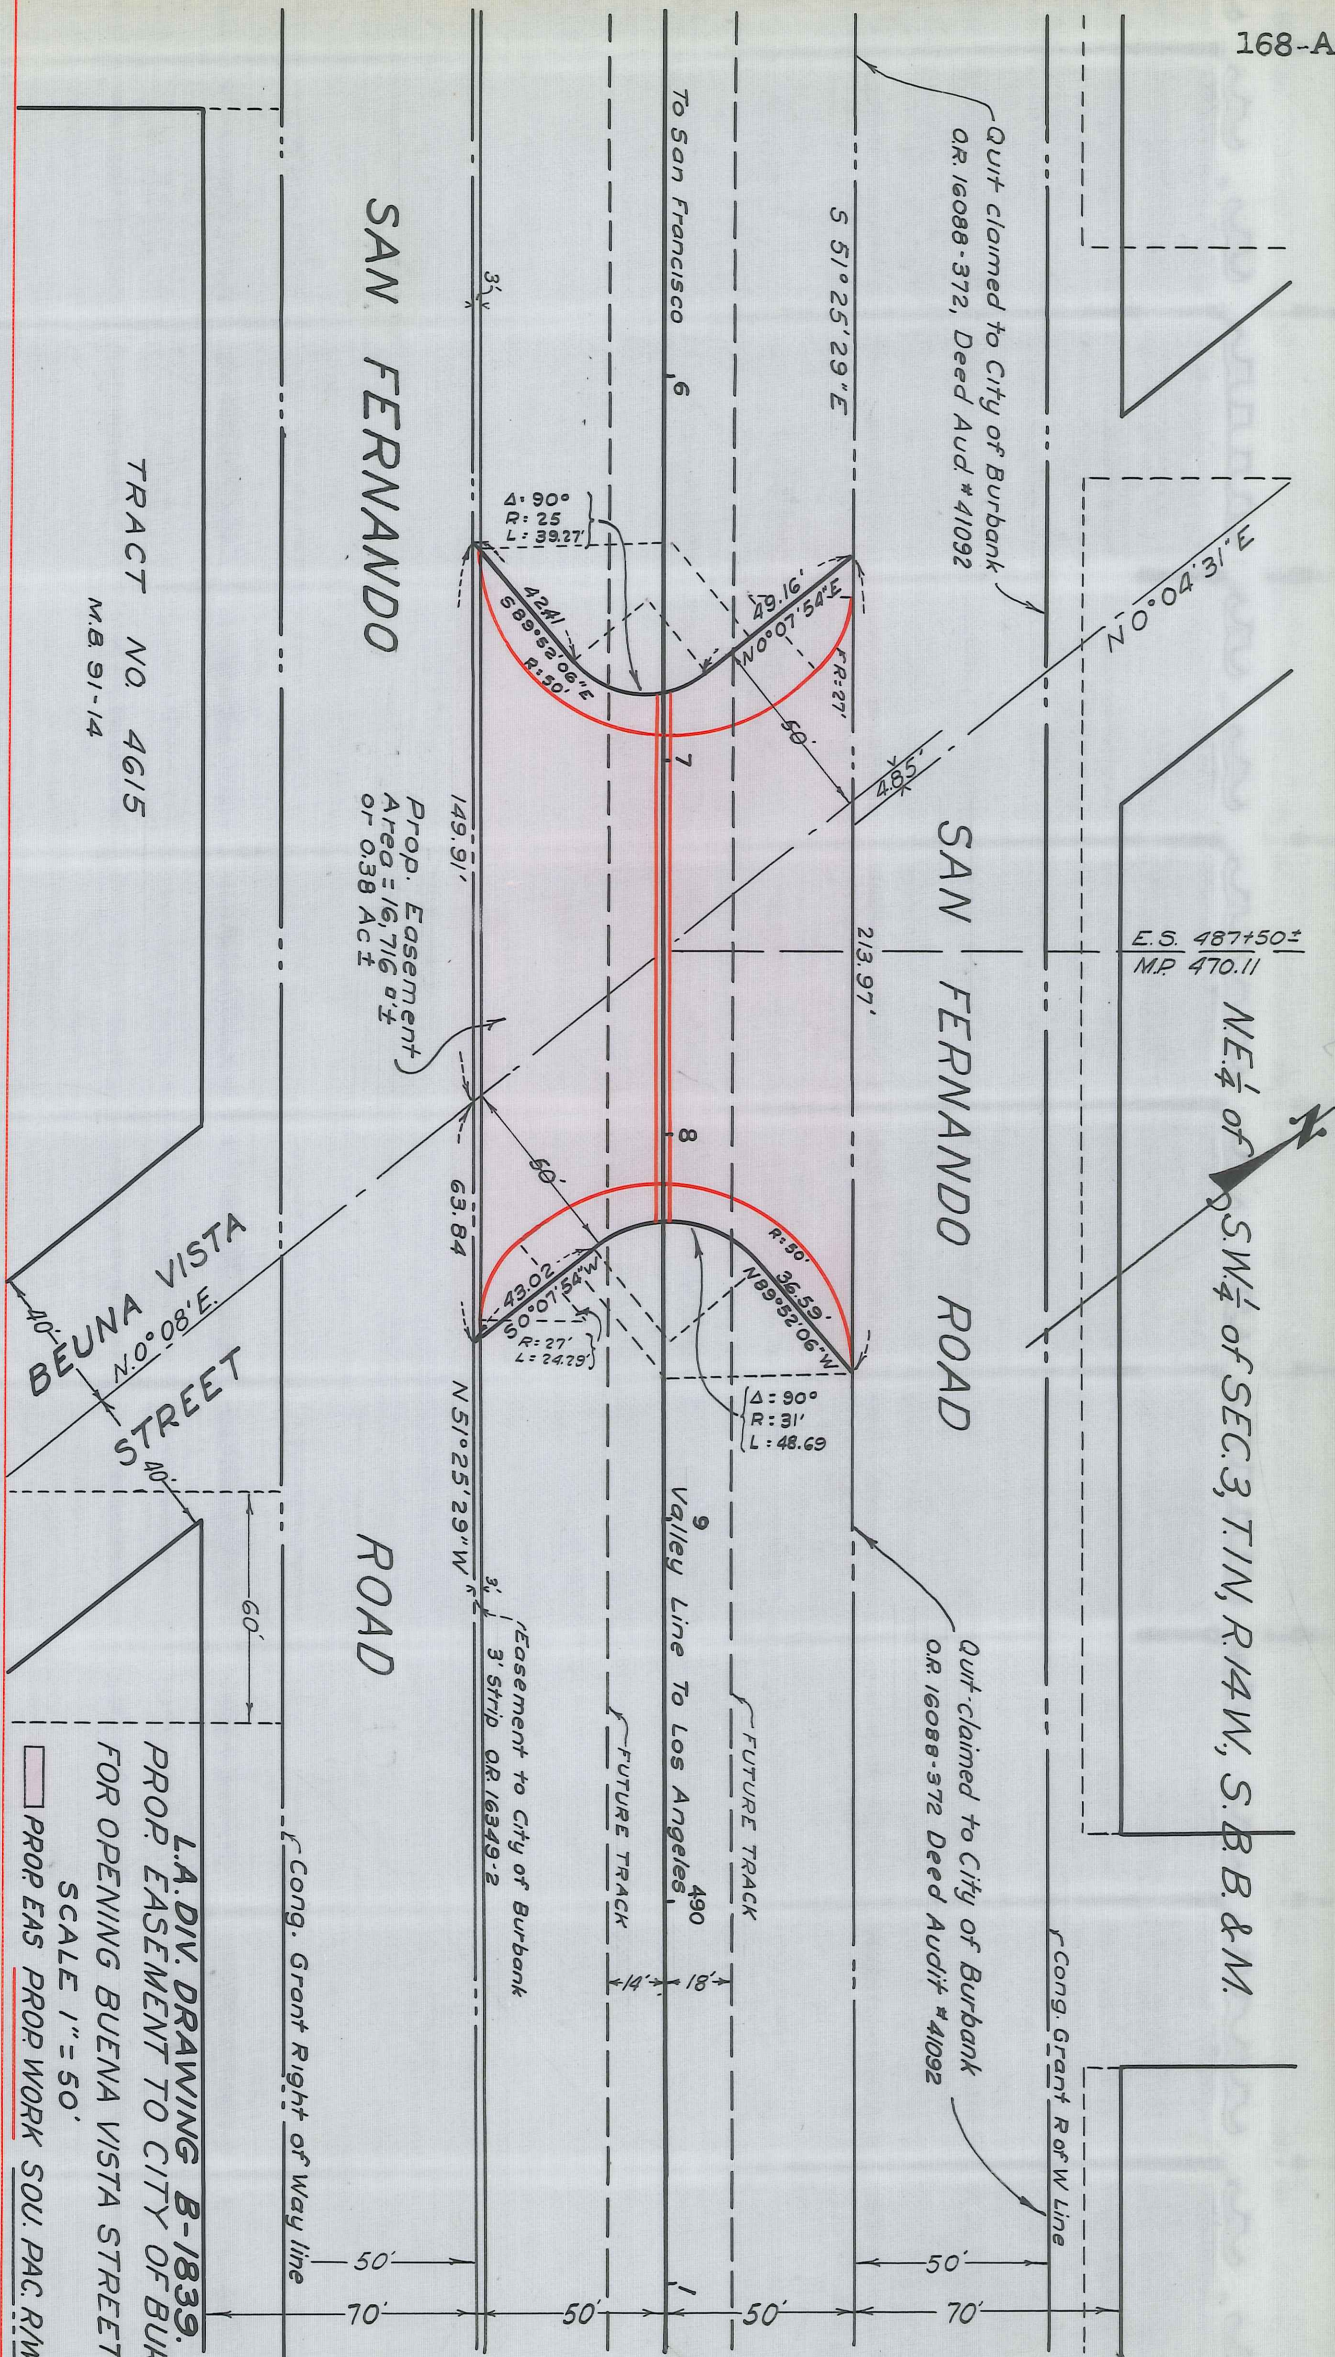 168-A
Quit claimed to City of Burbank
O.R. 16088-372, Deed Aud. #41092
S 51° 25' 29" E
To San Francisco
6
3'
SAN FERNANDO
TRACT NO. 4615
M.B. 91-14
N 0° 04' 31" E
E.S. 487+50±
M.P. 470.11
N.E. 1/4 of S.W. 1/4 of SEC. 3, T.1N, R.14W, S.B.B. & M.
N
SAN FERNANDO ROAD
Δ: 90°
R: 25
L: 39.27'
42.41
S 89° 52' 06" E
R: 50'
49.16'
N 0° 07' 54" E
R: 27'
60'
4.85'
7
213.97'
149.91'
Prop. Easement
Area = 16,716 □'±
or 0.38 Ac ±
8
63.84
60'
43.02
S 0° 07' 54" W
R: 27'
L: 24.29'
R: 50'
36.59'
N 89° 52' 06" W
Δ: 90°
R: 31'
L: 48.69
BEUNA VISTA
N. 0° 08' E.
STREET
40'
40'
60'
N 51° 25' 29" W
ROAD
3'
Easement to City of Burbank
3' Strip O.R. 16349-2
9
Valley Line To Los Angeles
490
FUTURE TRACK
FUTURE TRACK
14'
18'
Quit-claimed to City of Burbank
O.R. 16088-372 Deed Audit #41092
Cong. Grant R of W Line
Cong. Grant Right of Way line
1
50'
50'
70'
50'
50'
70'
L.A. DIV. DRAWING B-1839.
PROP. EASEMENT TO CITY OF BUR
FOR OPENING BUENA VISTA STREET
SCALE 1" = 50'
PROP. EAS PROP. WORK SOU. PAC. R/W